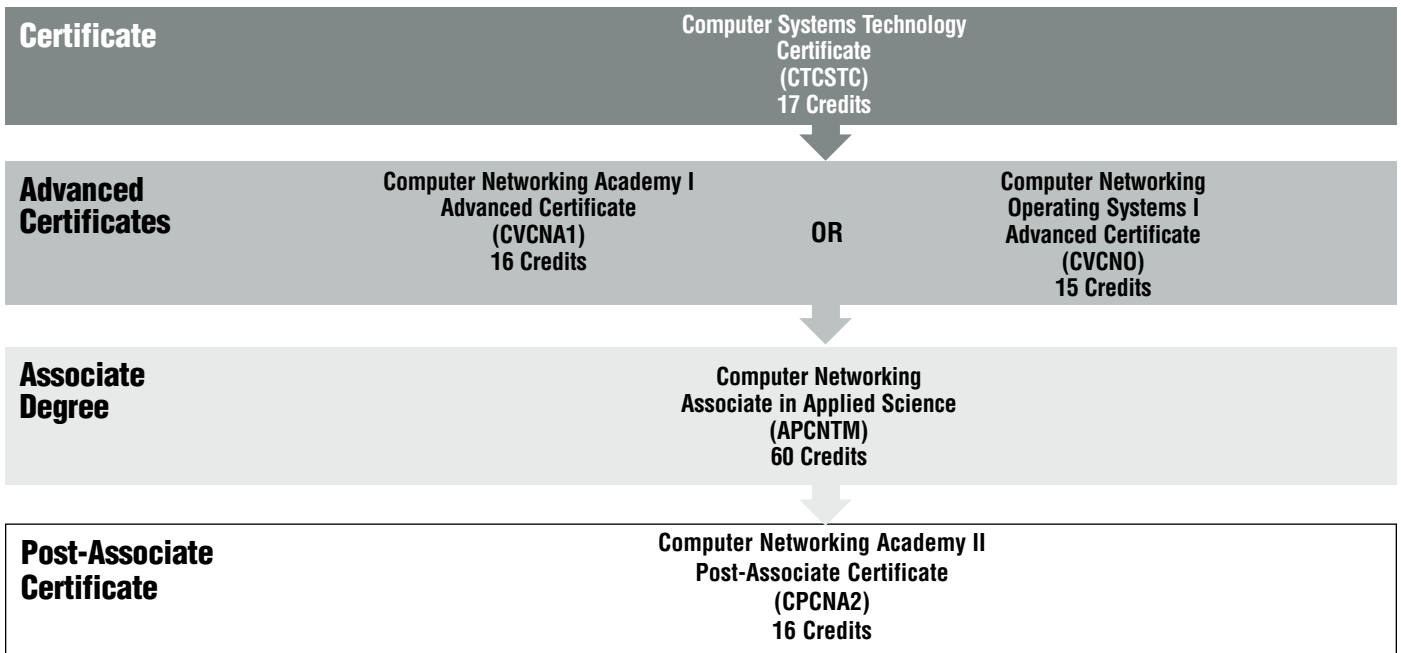 Certificate
Computer Systems Technology
Certificate
(CTCSTC)
17 Credits
Advanced
Certificates
Computer Networking Academy I
Advanced Certificate
(CVCNA1)
16 Credits
OR
Computer Networking
Operating Systems I
Advanced Certificate
(CVCNO)
15 Credits
Associate
Degree
Computer Networking
Associate in Applied Science
(APCNTM)
60 Credits
Post-Associate
Certificate
Computer Networking Academy II
Post-Associate Certificate
(CPCNA2)
16 Credits